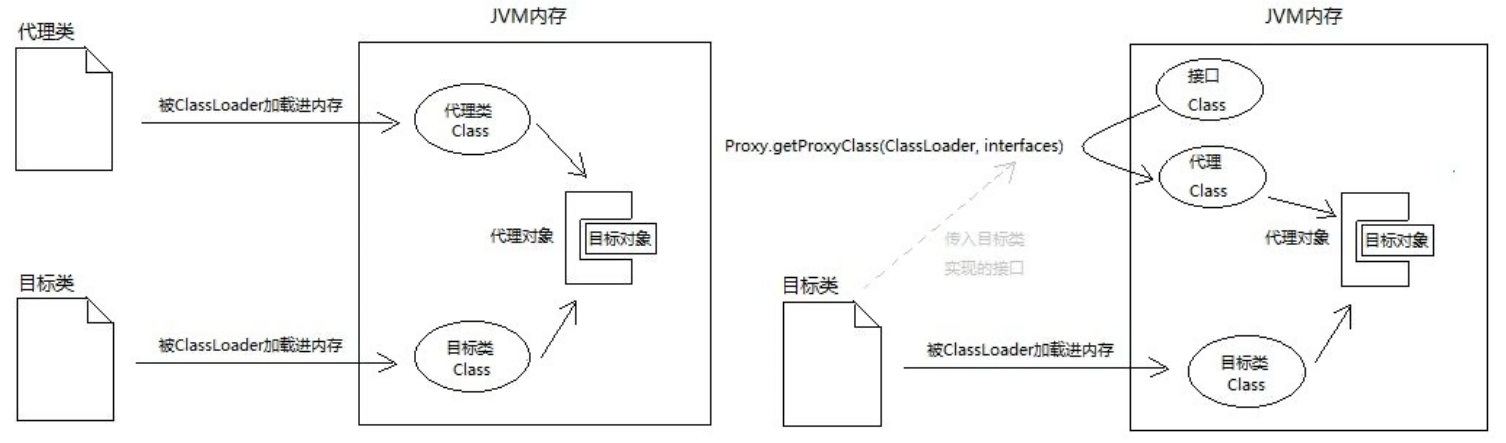 JVM内存
代理类
被ClassLoader加载进内存
代理类
Class
代理对象
目标对象
目标类
被ClassLoader加载进内存
目标类
Class
JVM内存
接口
Class
Proxy.getProxyClass(ClassLoader, interfaces)
代理
Class
传入目标类
实现的接口
代理对象
目标对象
目标类
被ClassLoader加载进内存
目标类
Class